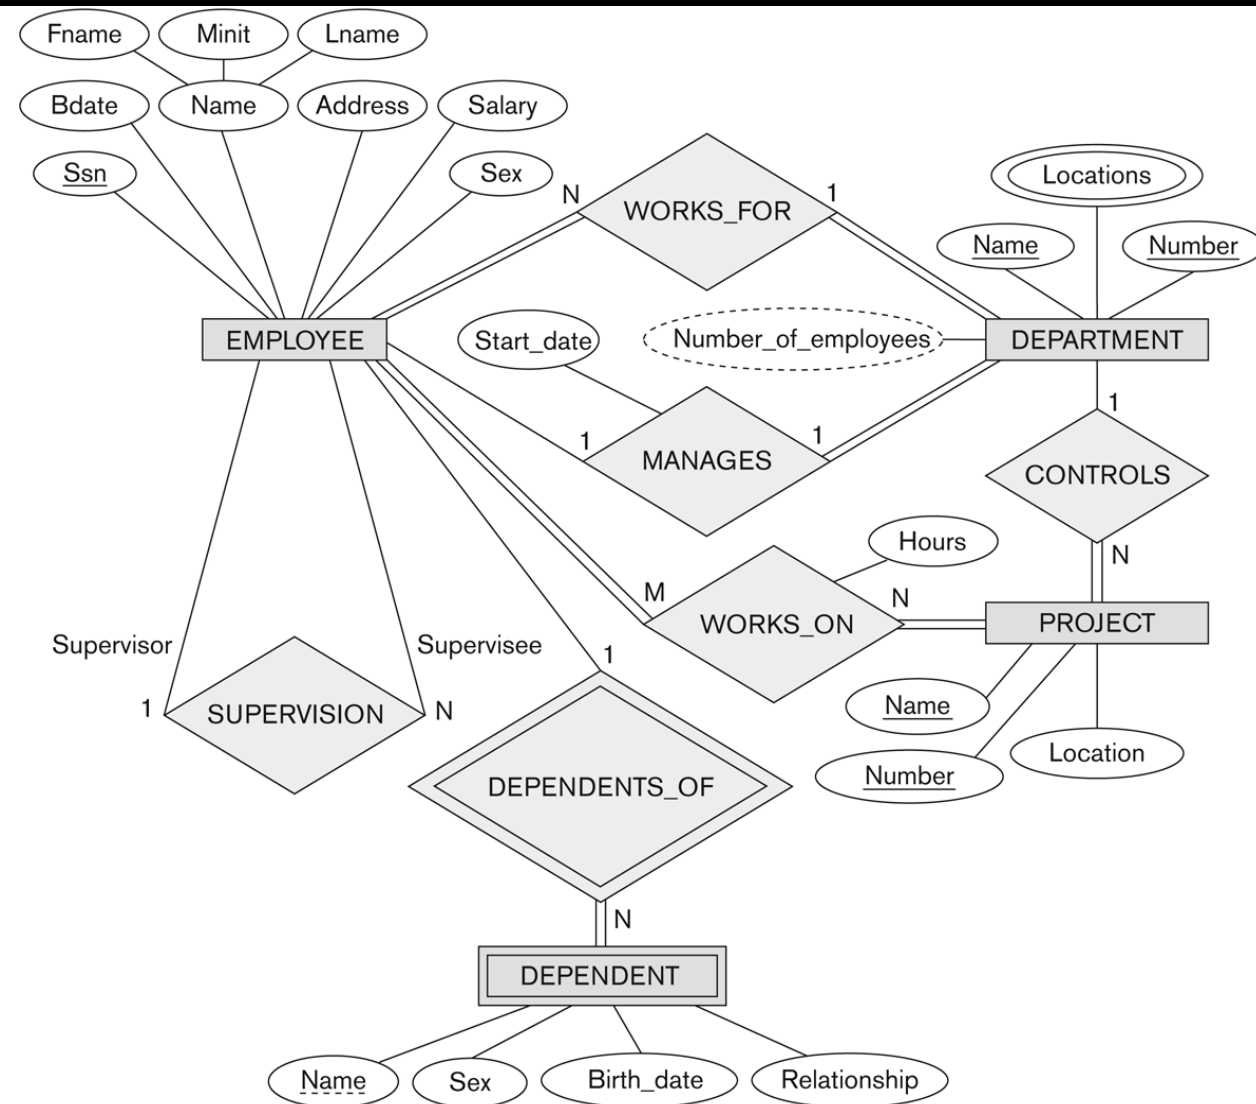 Fname
Minit
Lname
Bdate
Name
Address
Salary
Ssn
Sex
N
WORKS_FOR
1
Locations
Name
Number
EMPLOYEE
Start_date
Number_of_employees
DEPARTMENT
1
MANAGES
1
1
CONTROLS
N
Hours
M
WORKS_ON
N
PROJECT
Supervisor
Supervisee
1
SUPERVISION
N
1
Name
Number
Location
DEPENDENTS_OF
N
DEPENDENT
Name
Sex
Birth_date
Relationship